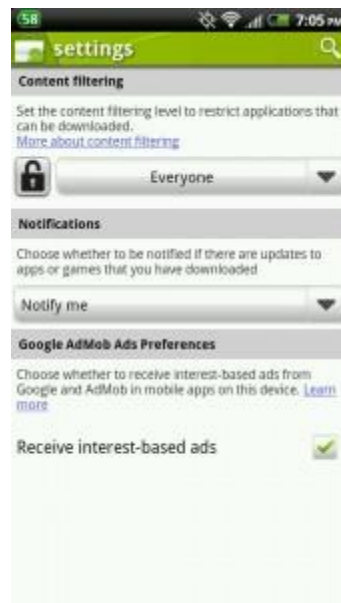 58
7:05 PM
settings
Content filtering
Set the content filtering level to restrict applications that
can be downloaded.
More about content filtering
Everyone
Notifications
Choose whether to be notified if there are updates to
apps or games that you have downloaded
Notify me
Google AdMob Ads Preferences
Choose whether to receive interest-based ads from
Google and AdMob in mobile apps on this device. Learn
more
Receive interest-based ads